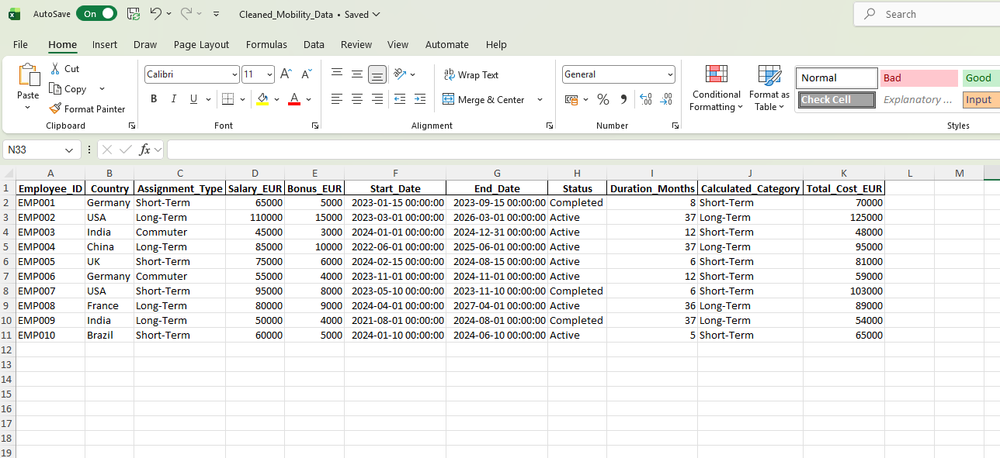 AutoSave On Cleaned_Mobility_Data • Saved Search
File Home Insert Draw Page Layout Formulas Data Review View Automate Help
Paste Cut Copy Format Painter Clipboard
Calibri 11 A A B I U A Font
ab Wrap Text Merge & Center Alignment
General % 9 .00 .00 Number
Conditional Formatting Format as Table Normal Bad Good
Check Cell Explanatory ... Input Styles
N33 fx
A B C D E F G H I J K L M
1 Employee_ID Country Assignment_Type Salary_EUR Bonus_EUR Start_Date End_Date Status Duration_Months Calculated_Category Total_Cost_EUR
2 EMP001 Germany Short-Term 65000 5000 2023-01-15 00:00:00 2023-09-15 00:00:00 Completed 8 Short-Term 70000
3 EMP002 USA Long-Term 110000 15000 2023-03-01 00:00:00 2026-03-01 00:00:00 Active 37 Long-Term 125000
4 EMP003 India Commuter 45000 3000 2024-01-01 00:00:00 2024-12-31 00:00:00 Active 12 Short-Term 48000
5 EMP004 China Long-Term 85000 10000 2022-06-01 00:00:00 2025-06-01 00:00:00 Active 37 Long-Term 95000
6 EMP005 UK Short-Term 75000 6000 2024-02-15 00:00:00 2024-08-15 00:00:00 Active 6 Short-Term 81000
7 EMP006 Germany Commuter 55000 4000 2023-11-01 00:00:00 2024-11-01 00:00:00 Active 12 Short-Term 59000
8 EMP007 USA Short-Term 95000 8000 2023-05-10 00:00:00 2023-11-10 00:00:00 Completed 6 Short-Term 103000
9 EMP008 France Long-Term 80000 9000 2024-04-01 00:00:00 2027-04-01 00:00:00 Active 36 Long-Term 89000
10 EMP009 India Long-Term 50000 4000 2021-08-01 00:00:00 2024-08-01 00:00:00 Completed 37 Long-Term 54000
11 EMP010 Brazil Short-Term 60000 5000 2024-01-10 00:00:00 2024-06-10 00:00:00 Active 5 Short-Term 65000
12
13
14
15
16
17
18
19